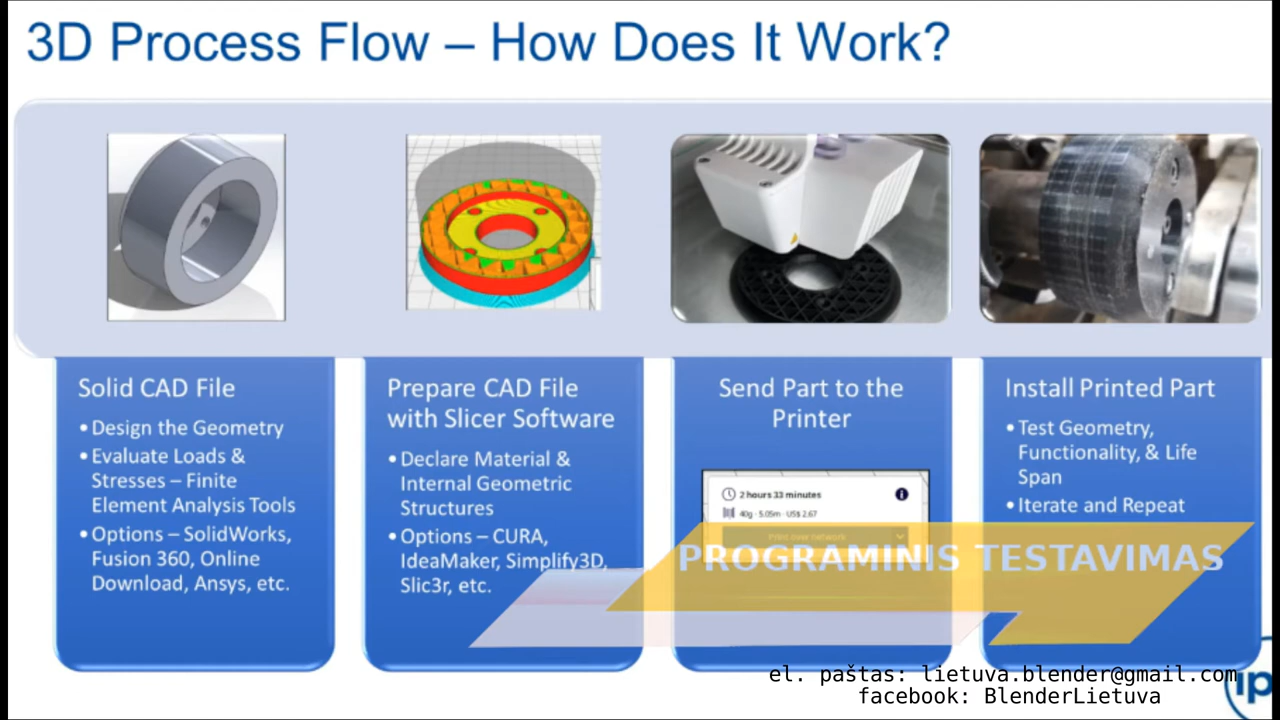 3D Process Flow – How Does It Work?
Solid CAD File
•Design the Geometry
•Evaluate Loads &
Stresses – Finite
Element Analysis Tools
•Options – SolidWorks,
Fusion 360, Online
Download, Ansys, etc.
Prepare CAD File
with Slicer Software
•Declare Material &
Internal Geometric
Structures
•Options – CURA,
IdeaMaker, Simplify3D,
Slic3r, etc.
Send Part to the
Printer
2 hours 33 minutes
40g · 5.05m · US$ 2.67
Print over network
Install Printed Part
•Test Geometry,
Functionality, & Life
Span
•Iterate and Repeat
PROGRAMINIS TESTAVIMAS
el. paštas: lietuva.blender@gmail.com
facebook: BlenderLietuva
ip